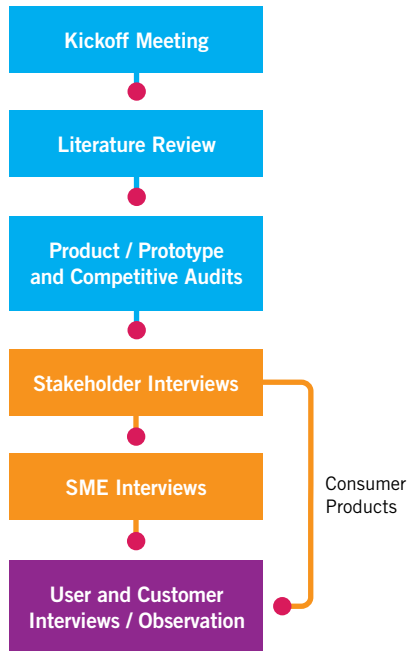 Kickoff Meeting
Literature Review
Product / Prototype
and Competitive Audits
Stakeholder Interviews
SME Interviews
Consumer
Products
User and Customer
Interviews / Observation